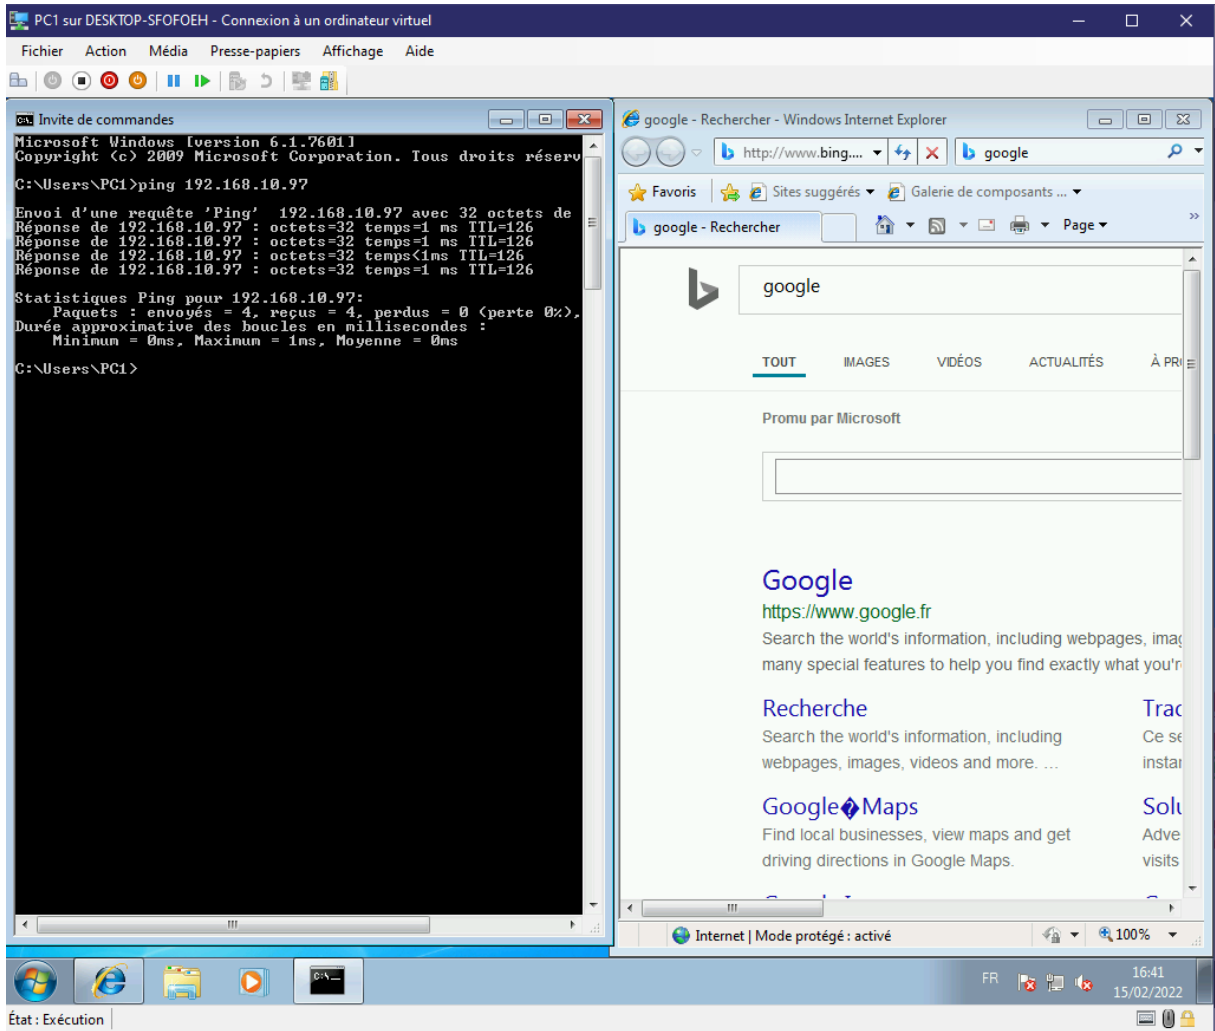 PC1 sur DESKTOP-SFOFOEH - Connexion à un ordinateur virtuel
Fichier Action Média Presse-papiers Affichage Aide
Invite de commandes
Microsoft Windows [version 6.1.7601]
Copyright (c) 2009 Microsoft Corporation. Tous droits réserv
C:\Users\PC1>ping 192.168.10.97
Envoi d'une requête 'Ping'  192.168.10.97 avec 32 octets de
Réponse de 192.168.10.97 : octets=32 temps=1 ms TTL=126
Réponse de 192.168.10.97 : octets=32 temps=1 ms TTL=126
Réponse de 192.168.10.97 : octets=32 temps<1ms TTL=126
Réponse de 192.168.10.97 : octets=32 temps=1 ms TTL=126
Statistiques Ping pour 192.168.10.97:
Paquets : envoyés = 4, reçus = 4, perdus = 0 (perte 0%),
Durée approximative des boucles en millisecondes :
Minimum = 0ms, Maximum = 1ms, Moyenne = 0ms
C:\Users\PC1>
google - Rechercher - Windows Internet Explorer
http://www.bing.... google
Favoris Sites suggérés Galerie de composants ...
google - Rechercher Page
google
TOUT IMAGES VIDÉOS ACTUALITÉS À PR
Promu par Microsoft
Google
https://www.google.fr
Search the world's information, including webpages, imag
many special features to help you find exactly what you'r
Recherche
Search the world's information, including
webpages, images, videos and more. ...
Trac
Ce se
instan
Google�Maps
Find local businesses, view maps and get
driving directions in Google Maps.
Solu
Adve
visits
Internet | Mode protégé : activé 100%
FR
16:41
15/02/2022
État : Exécution